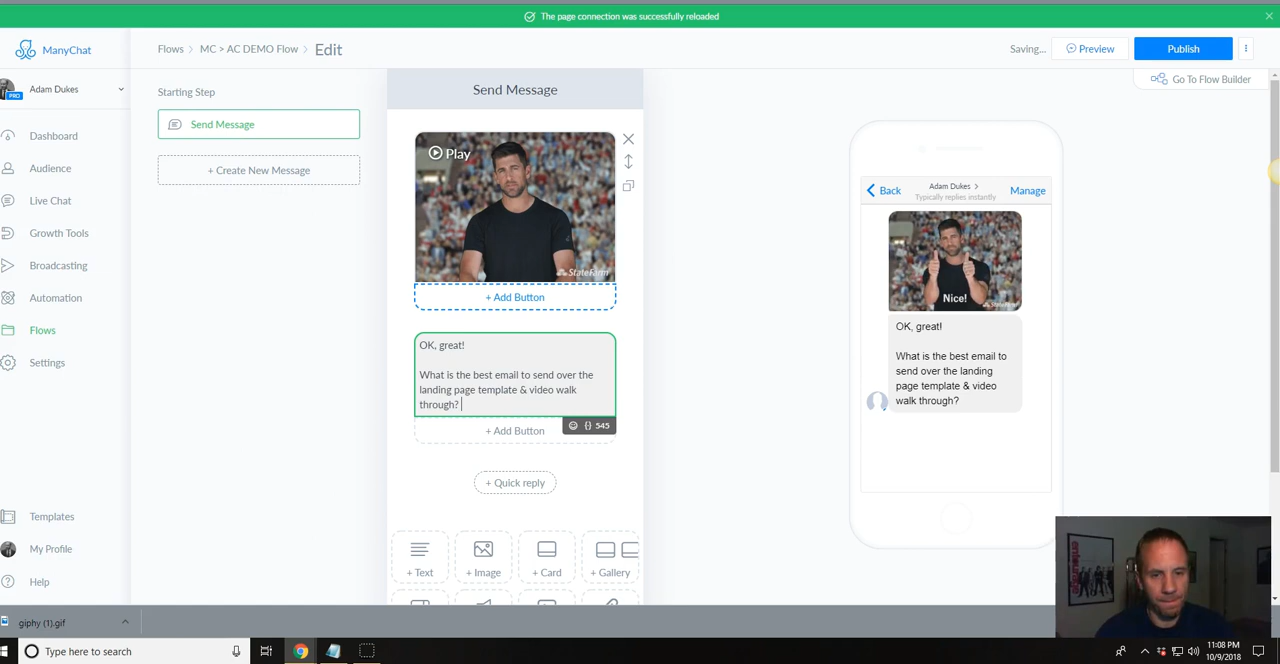 The page connection was successfully reloaded
ManyChat
Flows
MC > AC DEMO Flow
Edit
Saving...
Preview
Publish
Adam Dukes
PRO
Go To Flow Builder
Starting Step
Send Message
+ Create New Message
Dashboard
Audience
Live Chat
Growth Tools
Broadcasting
Automation
Flows
Settings
Templates
My Profile
Help
Send Message
Play
StateFarm
+ Add Button
OK, great!
What is the best email to send over the
landing page template & video walk
through?
545
+ Add Button
+ Quick reply
+ Text
+ Image
+ Card
+ Gallery
Back
Adam Dukes >
Typically replies instantly
Manage
Nice!
StateFarm
OK, great!
What is the best email to
send over the landing
page template & video
walk through?
giphy (1).gif
Type here to search
11:08 PM
10/9/2018